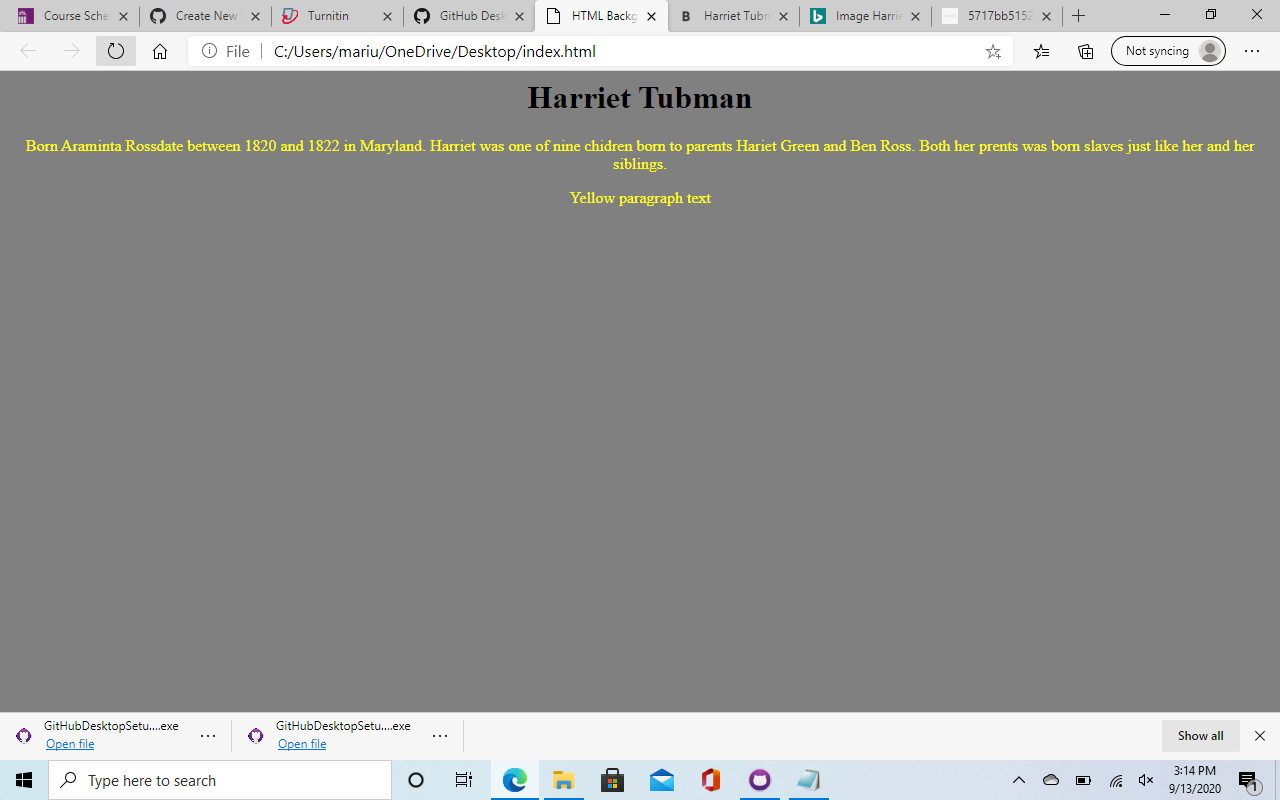 Course Sche
Create New
Turnitin
GitHub Desk
HTML Backg
Harriet Tubn
Image Harrie
5717bb5152
File
C:/Users/mariu/OneDrive/Desktop/index.html
Not syncing
Harriet Tubman
Born Araminta Rossdate between 1820 and 1822 in Maryland. Harriet was one of nine chidren born to parents Hariet Green and Ben Ross. Both her prents was born slaves just like her and her
siblings.
Yellow paragraph text
GitHubDesktopSetu....exe
Open file
GitHubDesktopSetu....exe
Open file
Show all
Type here to search
3:14 PM
9/13/2020
1